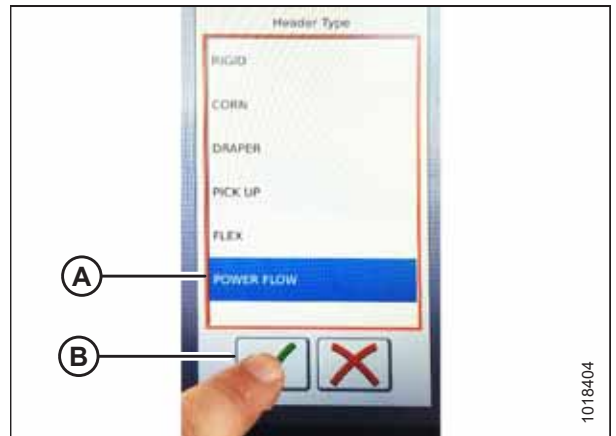 Header Type
RIGID
CORN
DRAPER
PICK UP
FLEX
A
POWER FLOW
B
1018404